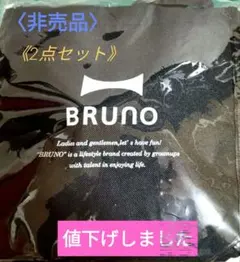 〈非売品〉
《2点セット》
BRUNO
Ladies and gentlemen, let's have fun!
"BRUNO" is a lifestyle brand created by grownups
with talent in enjoying life.
値下げしました